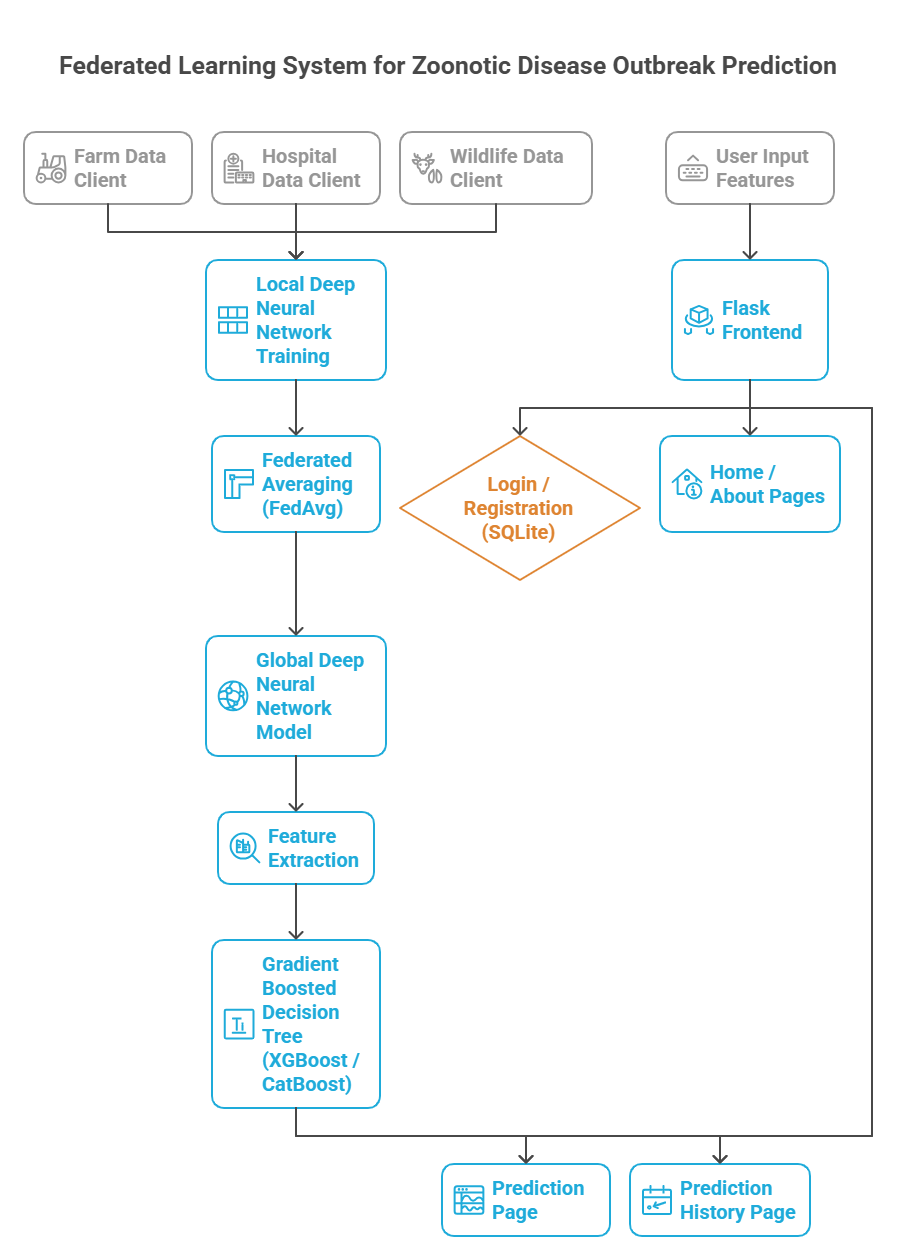 Federated Learning System for Zoonotic Disease Outbreak Prediction
Farm Data
Client
Hospital
Data Client
Wildlife Data
Client
User Input
Features
Local Deep
Neural
Network
Training
Flask
Frontend
Federated
Averaging
(FedAvg)
Login /
Registration
(SQLite)
Home /
About Pages
Global Deep
Neural
Network
Model
Feature
Extraction
Gradient
Boosted
Decision
Tree
(XGBoost /
CatBoost)
Prediction
Page
Prediction
History Page